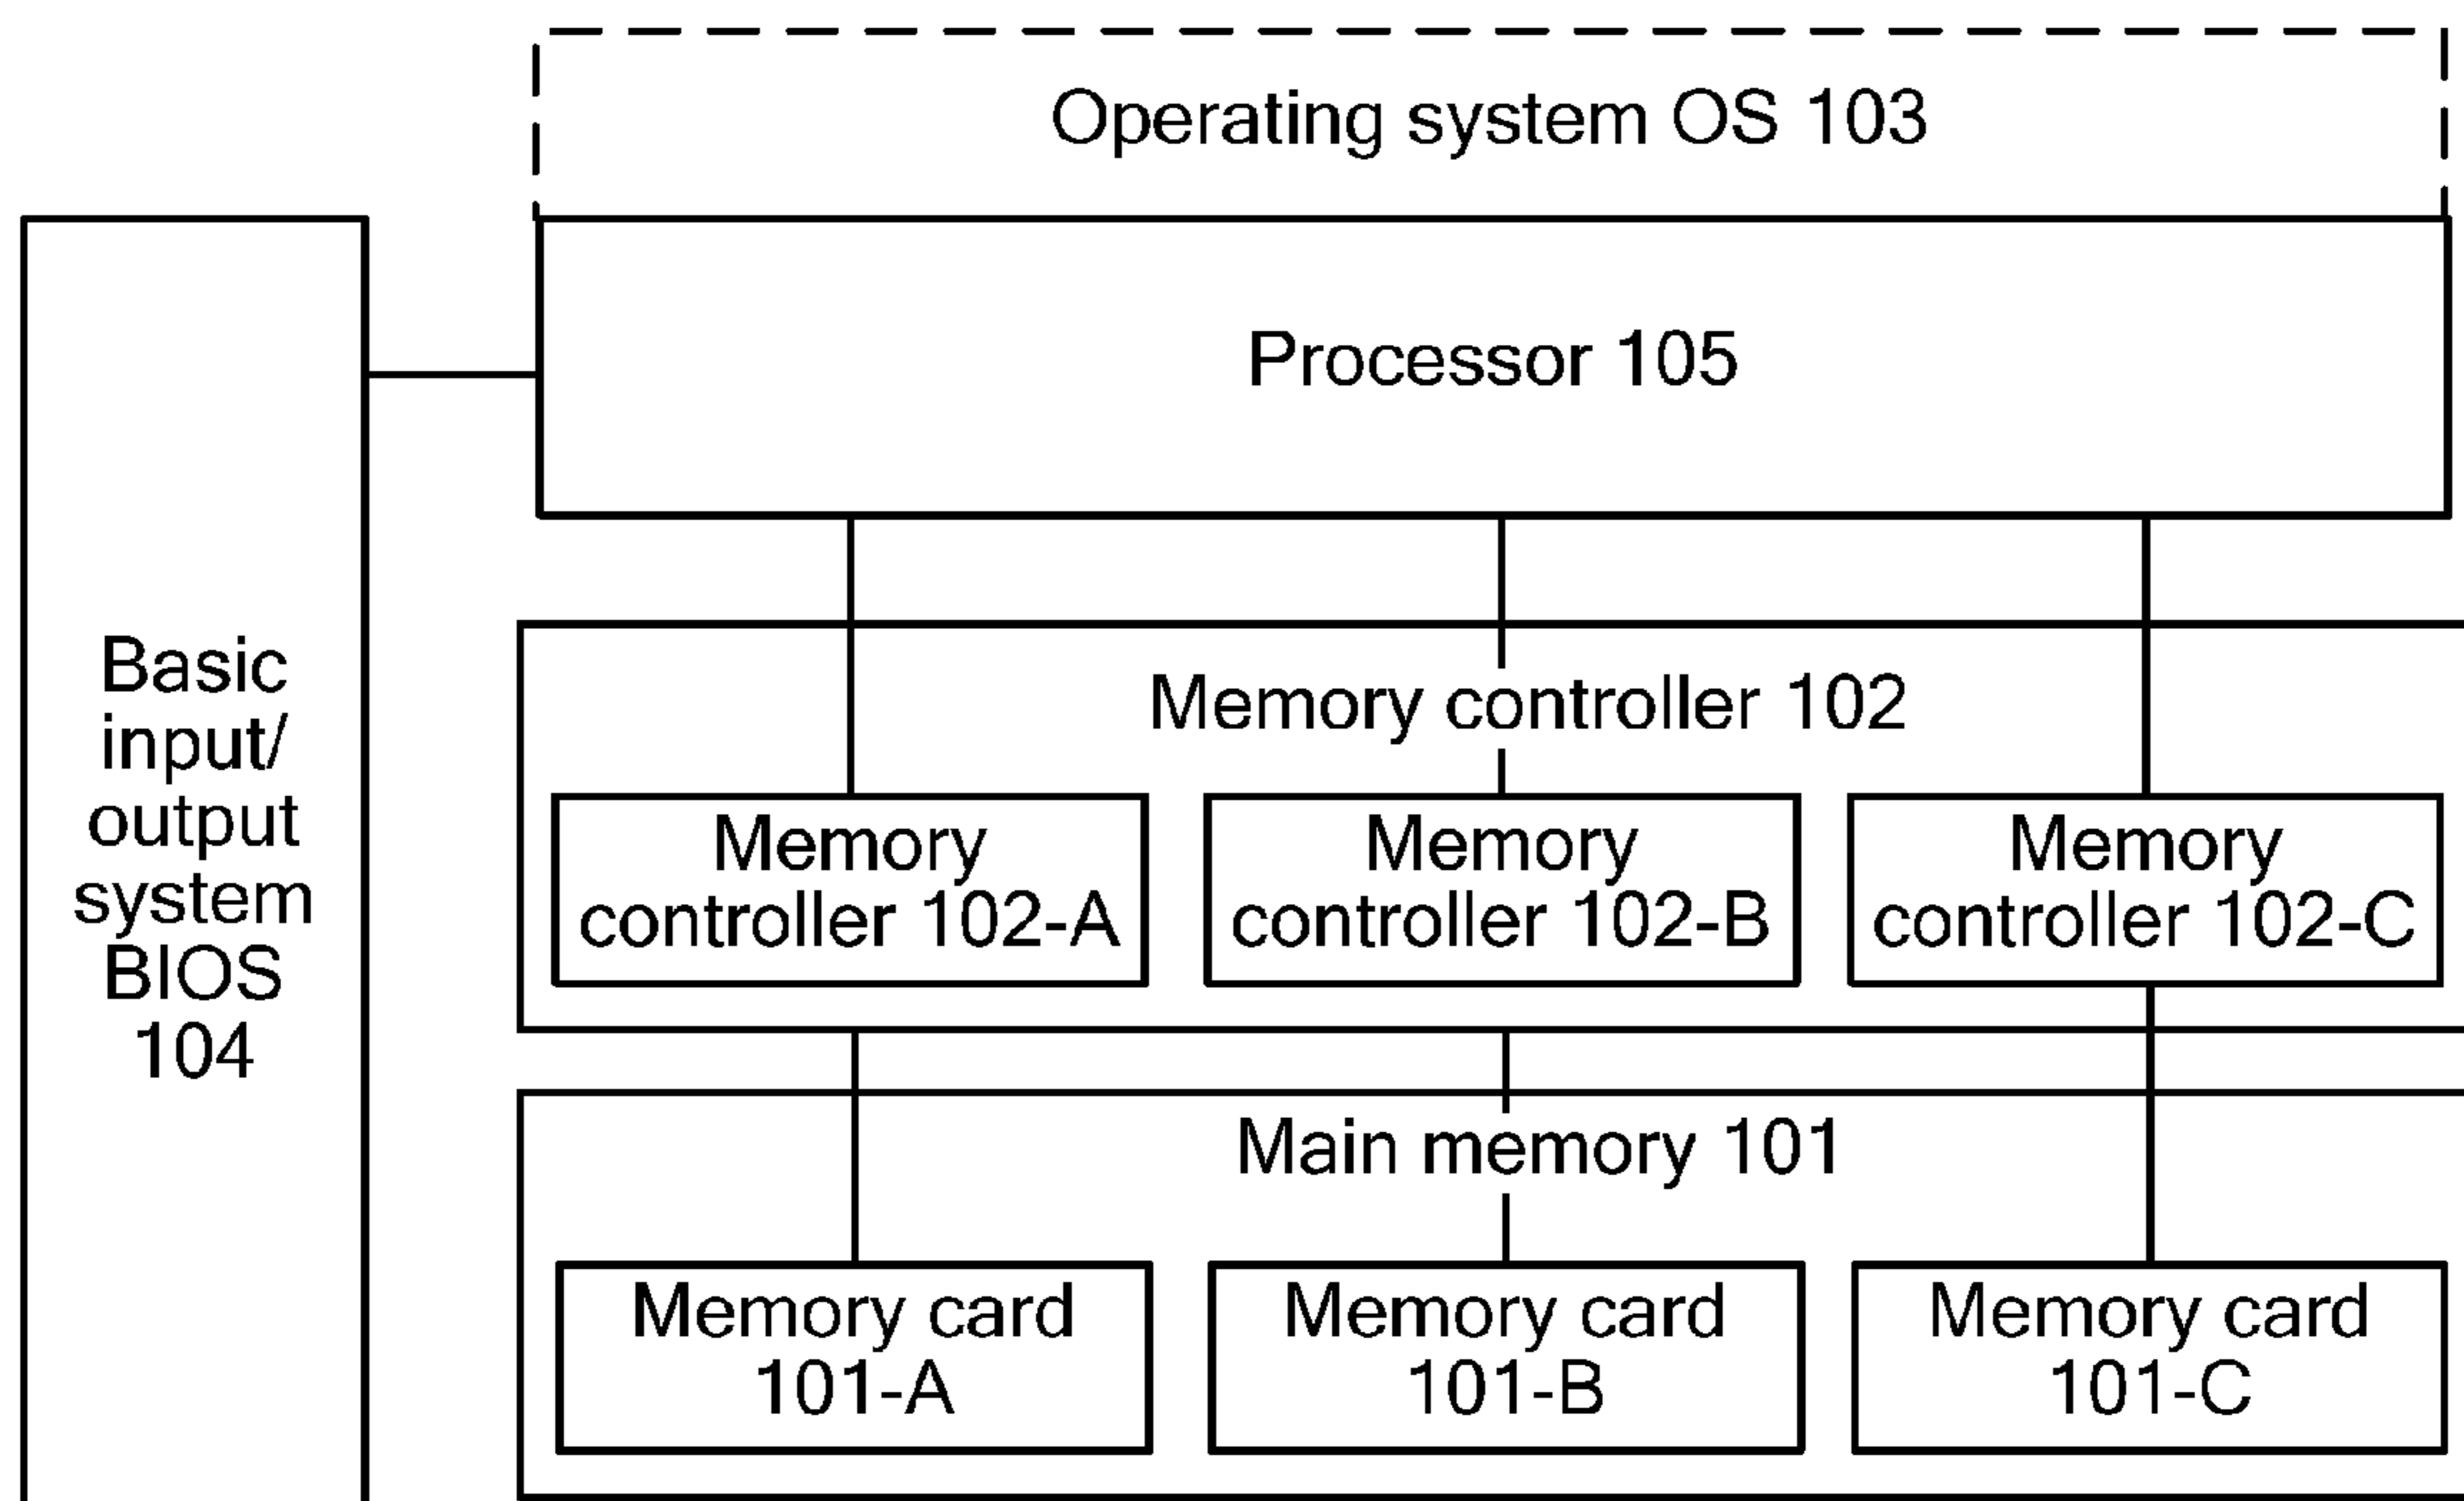 Operating system OS 103
Processor 105
Basic
input/
output
system
BIOS
104
Memory controller 102
Memory
controller 102-A
Memory
controller 102-B
Memory
controller 102-C
Main memory 101
Memory card
101-A
Memory card
101-B
Memory card
101-C